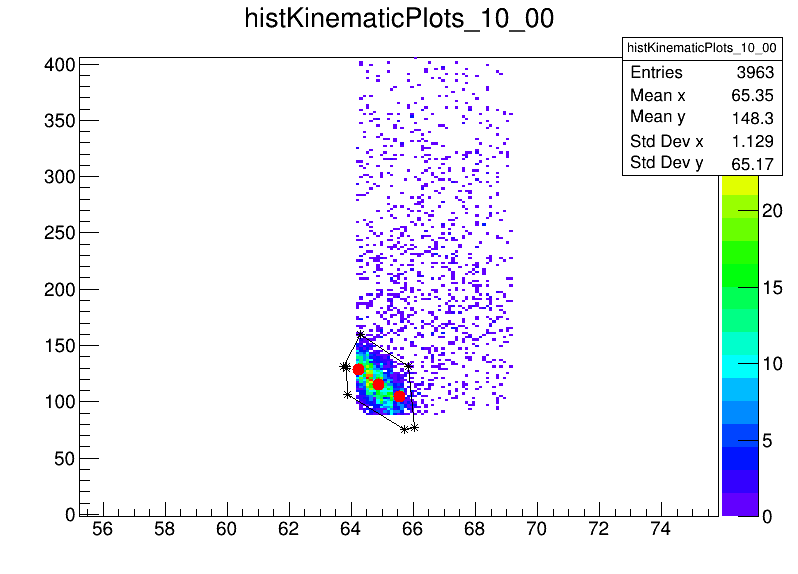 histKinematicPlots_10_00
histKinematicPlots_10_00
Entries 3963
Mean x 65.35
Mean y 148.3
Std Dev x 1.129
Std Dev y 65.17
400
350
300
250
200
150
100
50
0
56 58 60 62 64 66 68 70 72 74
20
15
10
5
0